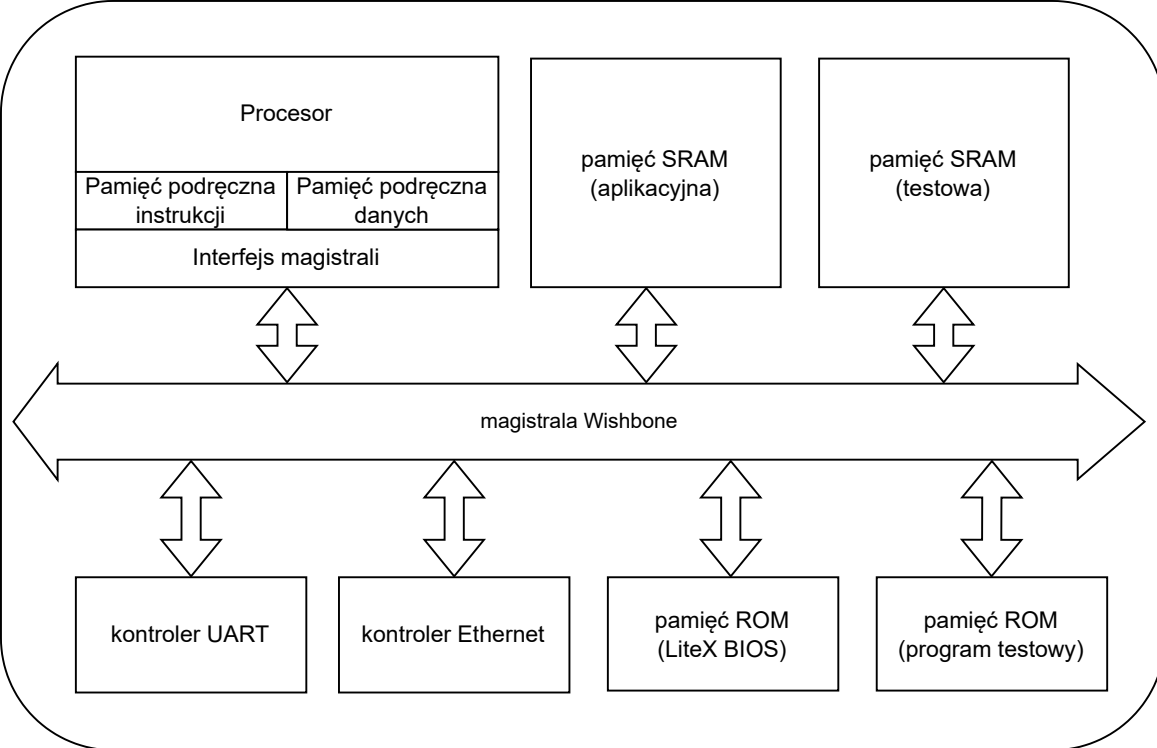 Procesor
Pamięć podręczna
instrukcji
Pamięć podręczna
danych
Interfejs magistrali
pamięć SRAM
(aplikacyjna)
pamięć SRAM
(testowa)
magistrala Wishbone
kontroler UART
kontroler Ethernet
pamięć ROM
(LiteX BIOS)
pamięć ROM
(program testowy)